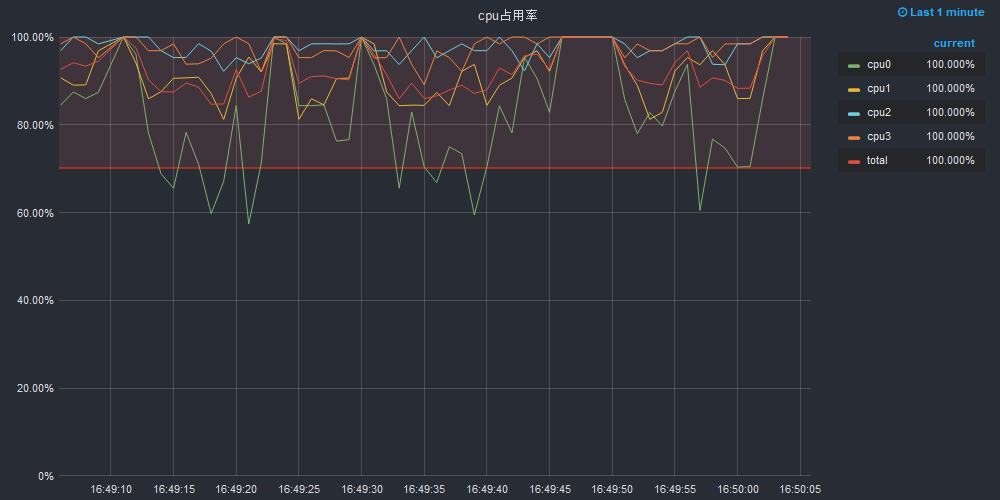 cpu占用率
Last 1 minute
100.00%
80.00%
60.00%
40.00%
20.00%
0%
16:49:10 16:49:15 16:49:20 16:49:25 16:49:30 16:49:35 16:49:40 16:49:45 16:49:50 16:49:55 16:50:00 16:50:05
current
cpu0 100.000%
cpu1 100.000%
cpu2 100.000%
cpu3 100.000%
total 100.000%